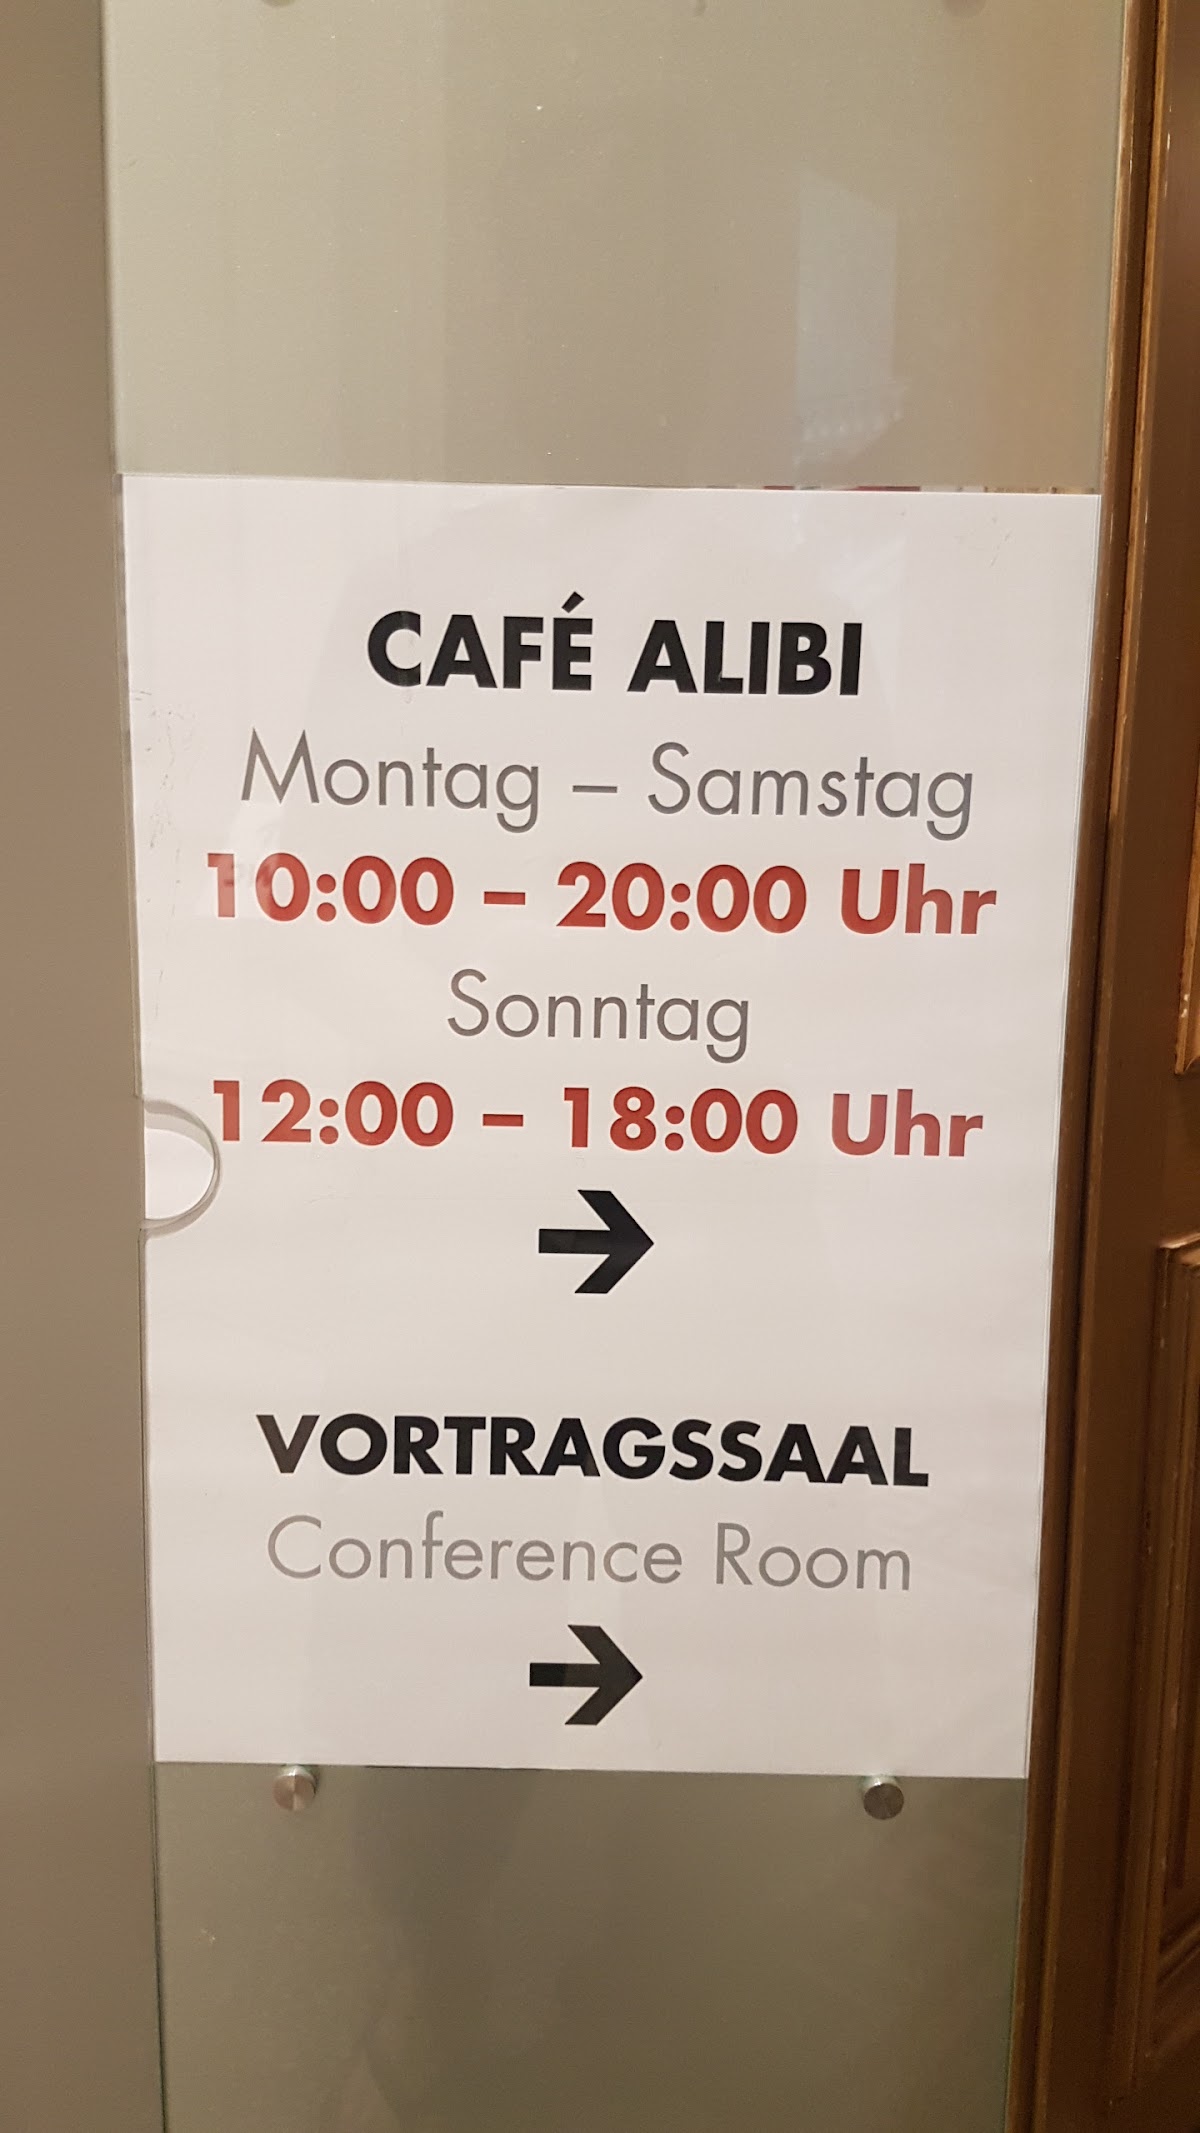 CAFÉ ALIBI
Montag – Samstag
10:00 – 20:00 Uhr
Sonntag
12:00 – 18:00 Uhr
→
VORTRAGSSAAL
Conference Room
→